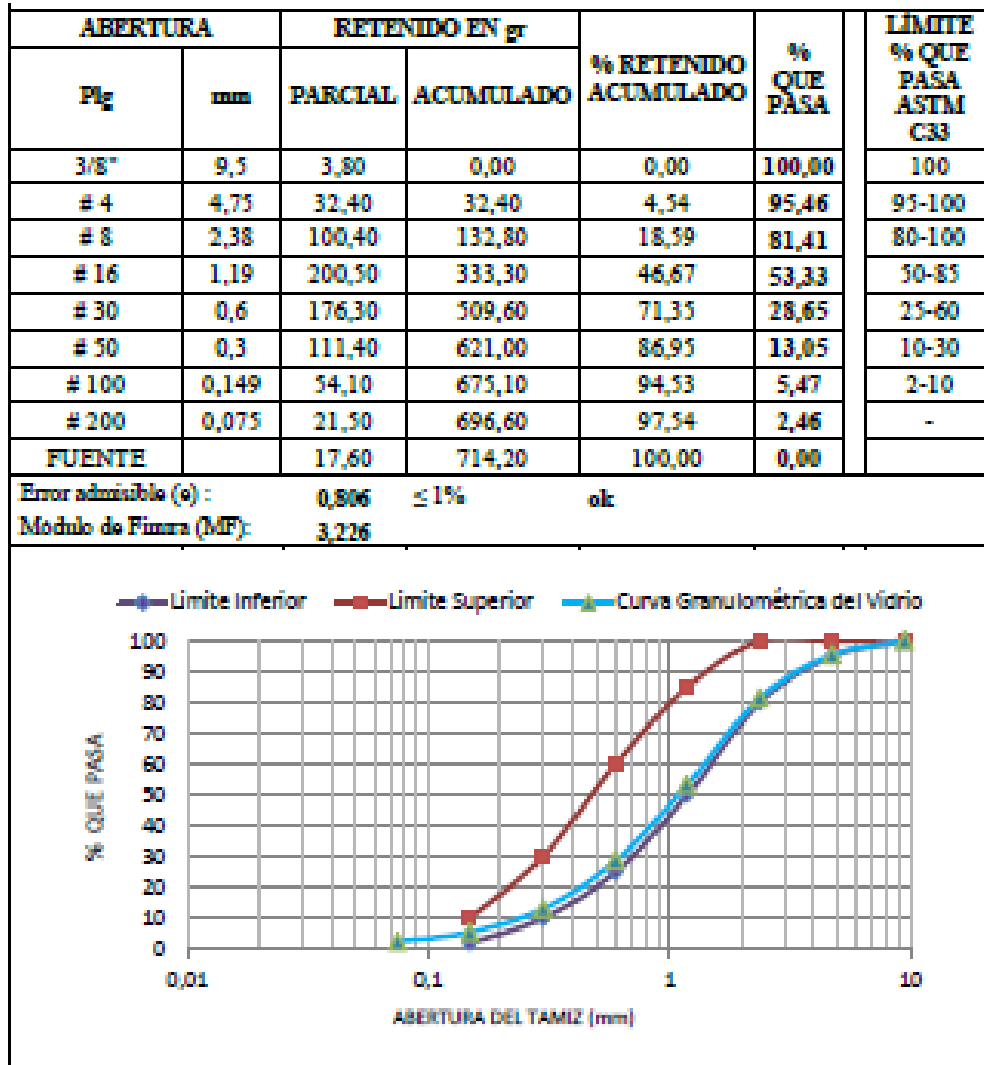 ABERTURA RETENIDO EN gr % RETENIDO ACUMULADO % QUE PASA LÍMITE % QUE PASA ASTM C33
Plg mm PARCIAL ACUMULADO
3/8" 9,5 3,80 0,00 0,00 100,00 100
# 4 4,75 32,40 32,40 4,54 95,46 95-100
# 8 2,38 100,40 132,80 18,59 81,41 80-100
# 16 1,19 200,50 333,30 46,67 53,33 50-85
# 30 0,6 176,30 509,60 71,35 28,65 25-60
# 50 0,3 111,40 621,00 86,95 13,05 10-30
# 100 0,149 54,10 675,10 94,53 5,47 2-10
# 200 0,075 21,50 696,60 97,54 2,46 -
FUENTE 17,60 714,20 100,00 0,00
Error admisible (e) : 0,806 ≤ 1% ok
Módulo de Finura (MF): 3,226
Limite Inferior Limite Superior Curva Granulométrica del Vidrio
100
90
80
70
60
50
40
30
20
10
0
% QUE PASA
0,01 0,1 1 10
ABERTURA DEL TAMIZ (mm)